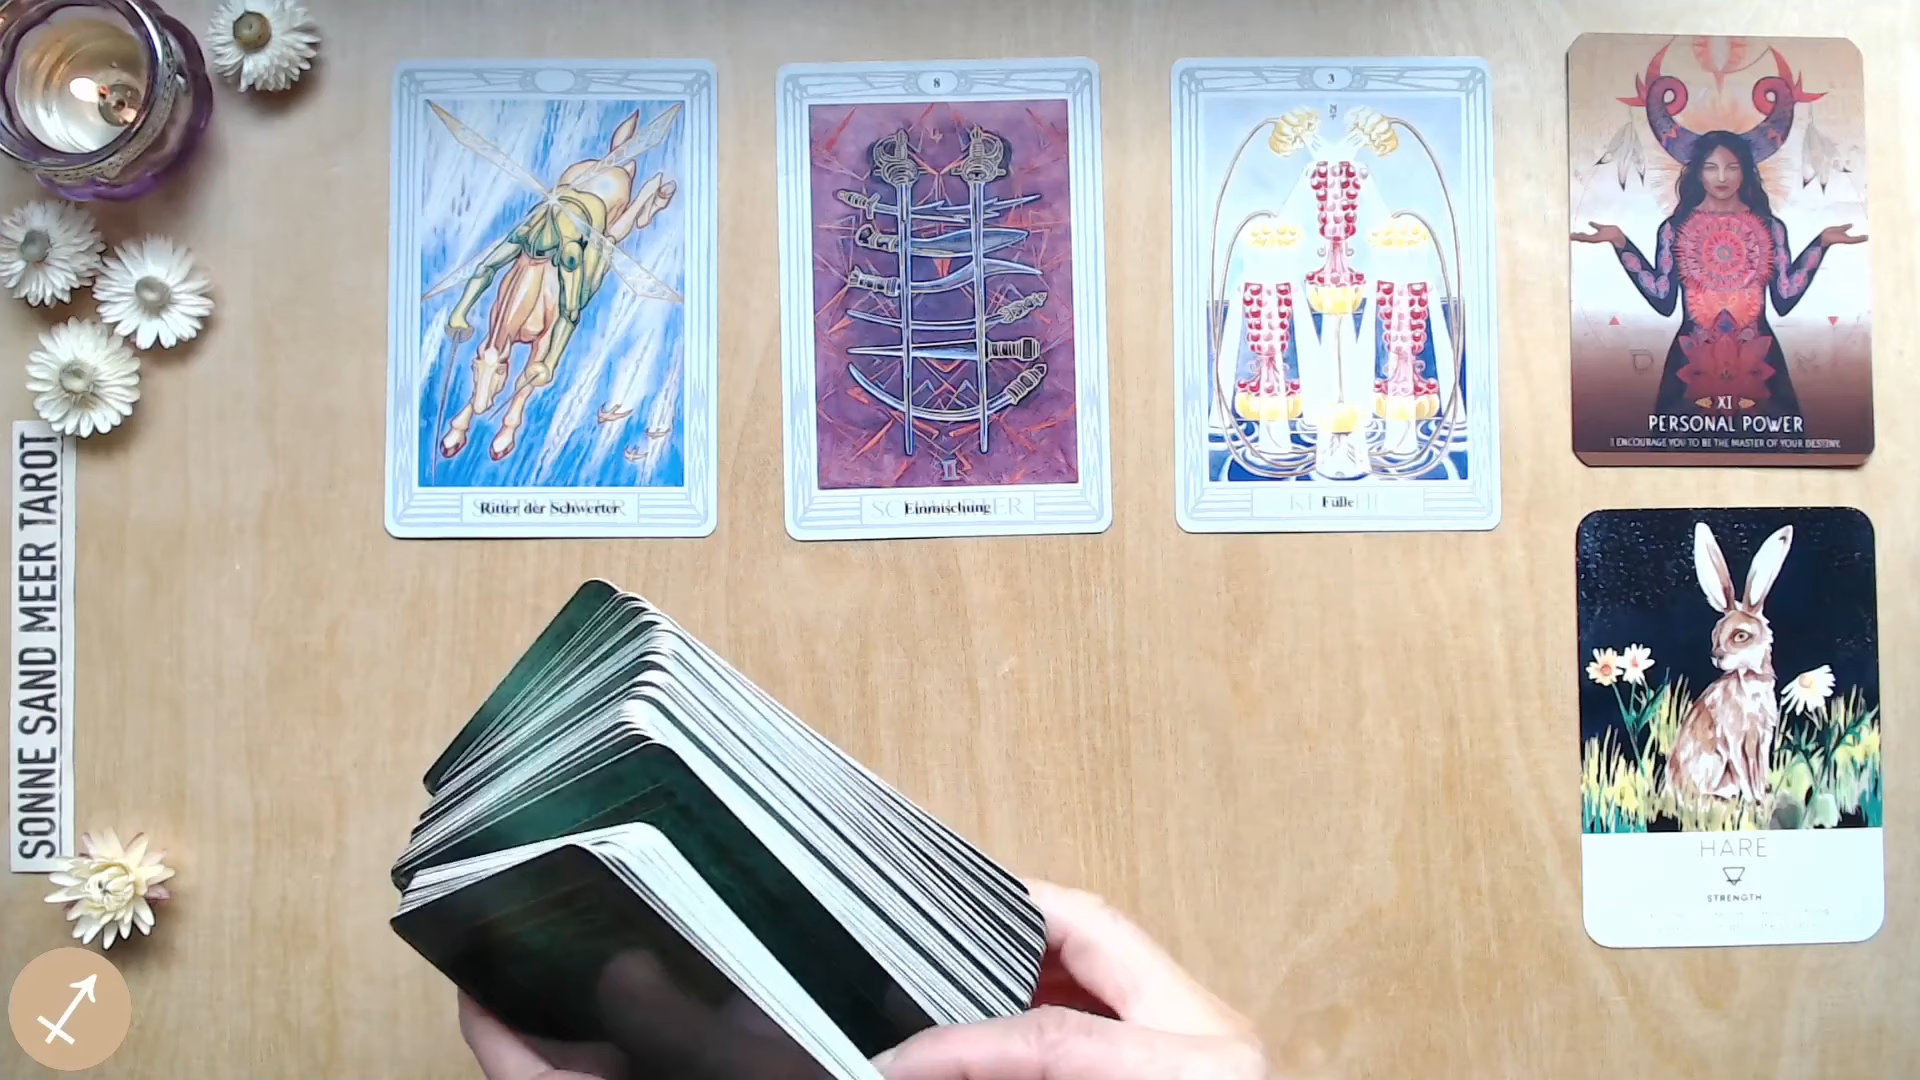 SONNE SAND MEER TAROT
Ritter der Schwerter
8
Einmischung
3
Fülle
XI
PERSONAL POWER
I ENCOURAGE YOU TO BE THE MASTER OF YOUR DESTINY.
HARE
STRENGTH